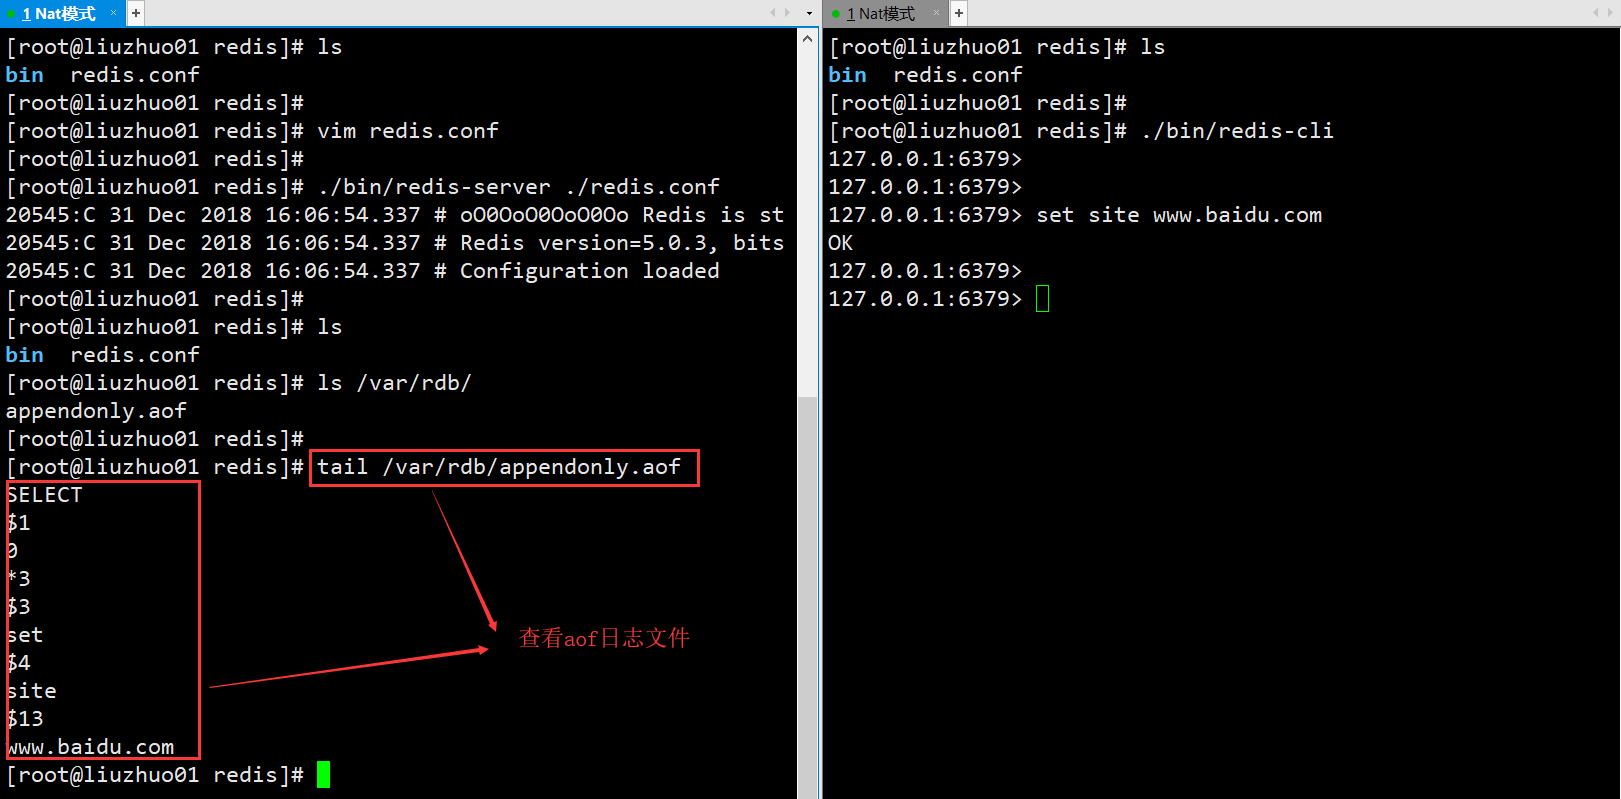 1 Nat模式 × +
[root@liuzhuo01 redis]# ls
bin  redis.conf
[root@liuzhuo01 redis]#
[root@liuzhuo01 redis]# vim redis.conf
[root@liuzhuo01 redis]#
[root@liuzhuo01 redis]# ./bin/redis-server ./redis.conf
20545:C 31 Dec 2018 16:06:54.337 # oO0OoO0OoO0Oo Redis is st
20545:C 31 Dec 2018 16:06:54.337 # Redis version=5.0.3, bits
20545:C 31 Dec 2018 16:06:54.337 # Configuration loaded
[root@liuzhuo01 redis]#
[root@liuzhuo01 redis]# ls
bin  redis.conf
[root@liuzhuo01 redis]# ls /var/rdb/
appendonly.aof
[root@liuzhuo01 redis]#
[root@liuzhuo01 redis]# tail /var/rdb/appendonly.aof
SELECT
$1
0
*3
$3
set
$4
site
$13
www.baidu.com
[root@liuzhuo01 redis]#
查看aof日志文件
1 Nat模式 × +
[root@liuzhuo01 redis]# ls
bin  redis.conf
[root@liuzhuo01 redis]#
[root@liuzhuo01 redis]# ./bin/redis-cli
127.0.0.1:6379>
127.0.0.1:6379>
127.0.0.1:6379> set site www.baidu.com
OK
127.0.0.1:6379>
127.0.0.1:6379>